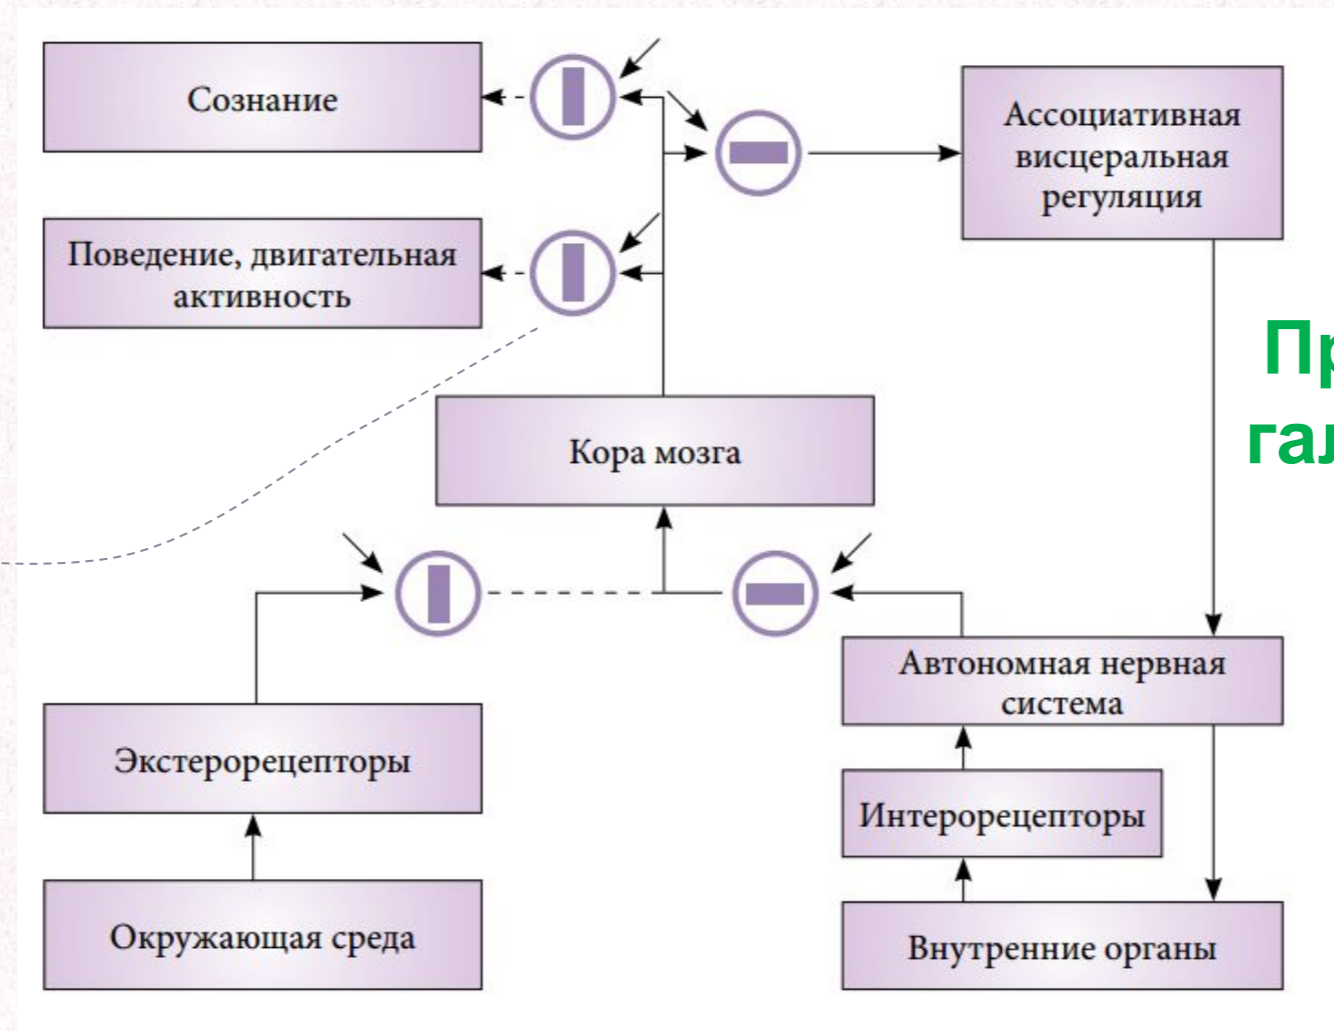 Сознание
Ассоциативная
висцеральная
регуляция
Поведение, двигательная
активность
Кора мозга
Автономная нервная
система
Экстерорецепторы
Интерорецепторы
Окружающая среда
Внутренние органы